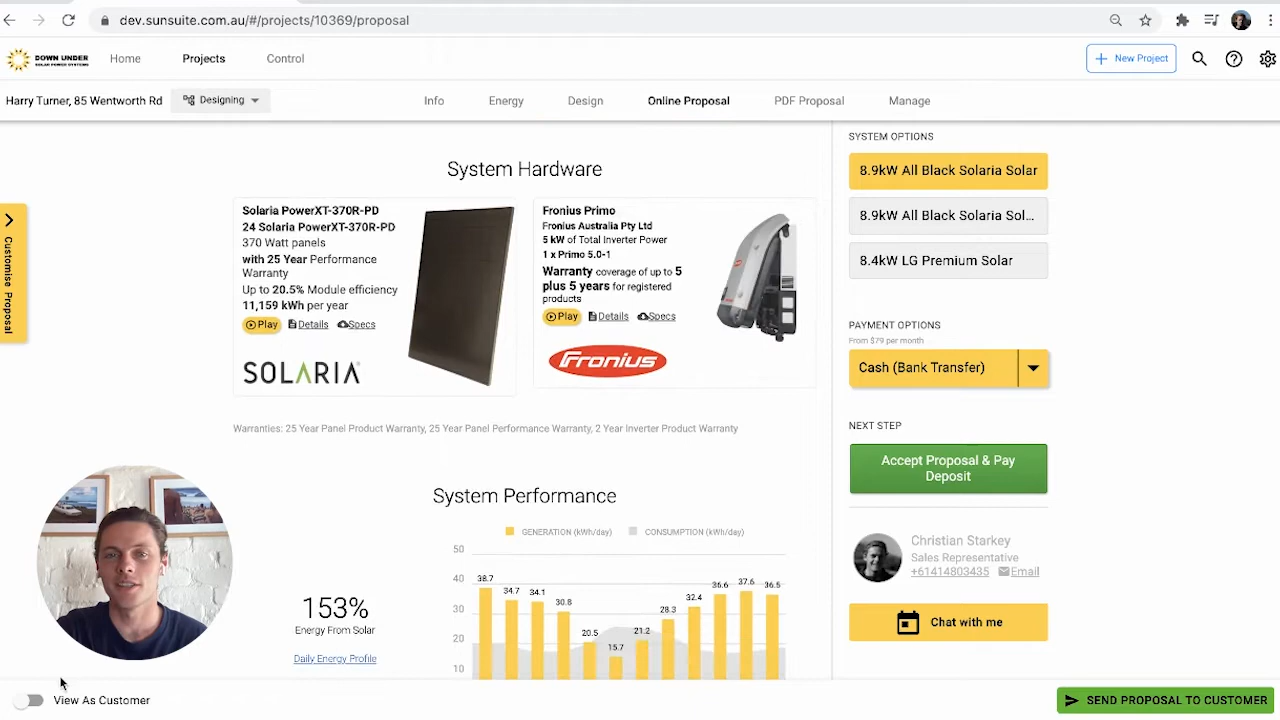 dev.sunsuite.com.au/#/projects/10369/proposal
DOWN UNDER
SOLAR POWER SYSTEMS
Home
Projects
Control
New Project
Harry Turner, 85 Wentworth Rd
Designing
Info
Energy
Design
Online Proposal
PDF Proposal
Manage
Customise Proposal
System Hardware
Solaria PowerXT-370R-PD
24 Solaria PowerXT-370R-PD
370 Watt panels
with 25 Year Performance
Warranty
Up to 20.5% Module efficiency
11,159 kWh per year
Play Details Specs
SOLARIA
Fronius Primo
Fronius Australia Pty Ltd
5 kW of Total Inverter Power
1 x Primo 5.0-1
Warranty coverage of up to 5
plus 5 years for registered
products
Play Details Specs
Fronius
Warranties: 25 Year Panel Product Warranty, 25 Year Panel Performance Warranty, 2 Year Inverter Product Warranty
System Performance
GENERATION (kWh/day)
CONSUMPTION (kWh/day)
50
40
30
20
10
38.7
34.7
34.1
30.8
20.5
15.7
21.2
28.3
32.4
36.6
37.6
36.5
153%
Energy From Solar
Daily Energy Profile
SYSTEM OPTIONS
8.9kW All Black Solaria Solar
8.9kW All Black Solaria Sol...
8.4kW LG Premium Solar
PAYMENT OPTIONS
From $79 per month
Cash (Bank Transfer)
NEXT STEP
Accept Proposal & Pay
Deposit
Christian Starkey
Sales Representative
+61414803435 Email
Chat with me
View As Customer
SEND PROPOSAL TO CUSTOMER